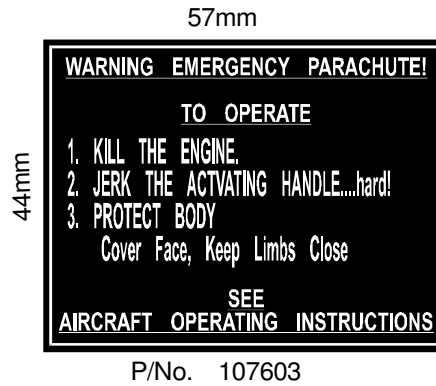 57mm
WARNING EMERGENCY PARACHUTE!
TO OPERATE
1. KILL THE ENGINE.
2. JERK THE ACTVATING HANDLE....hard!
3. PROTECT BODY
Cover Face, Keep Limbs Close
SEE
AIRCRAFT OPERATING INSTRUCTIONS
44mm
P/No. 107603